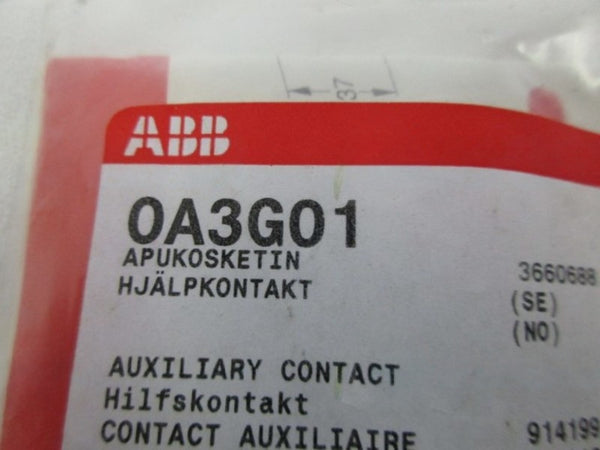 37
ABB
OA3G01
APUKOSKETIN 3660688
HJÄLPKONTAKT (SE)
(NO)
AUXILIARY CONTACT
Hilfskontakt
CONTACT AUXILIAIRE 914199